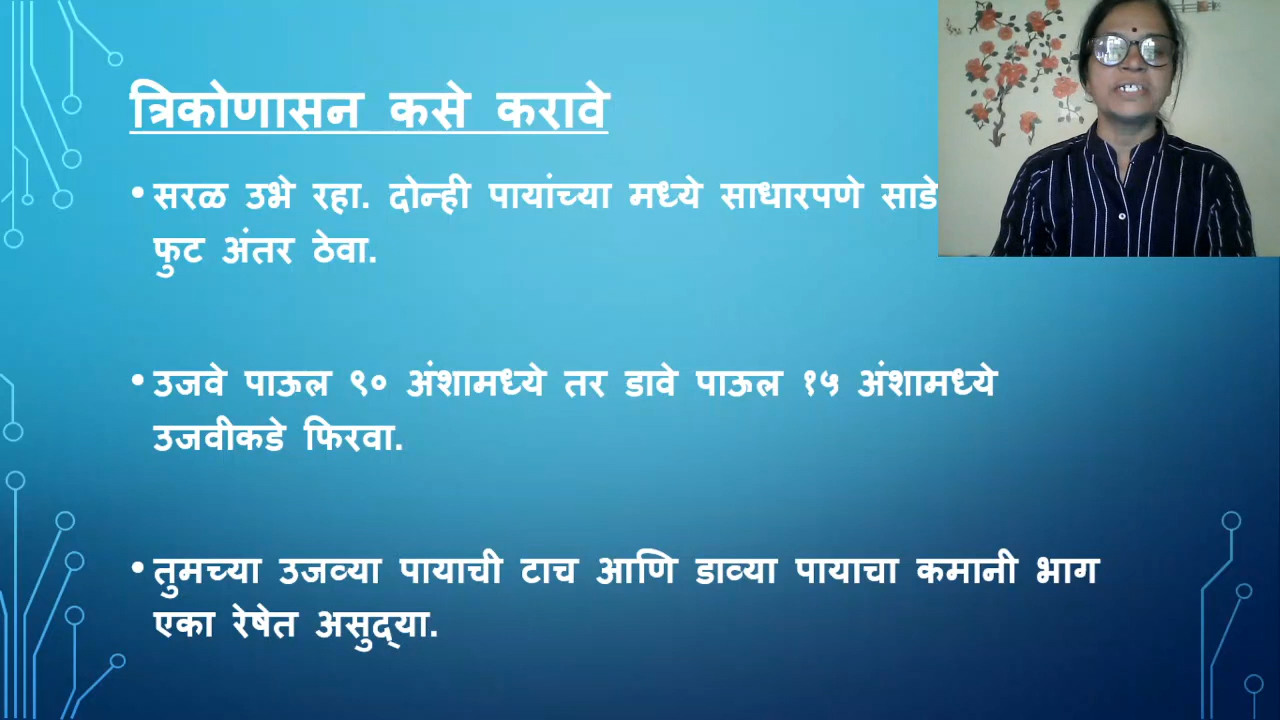 त्रिकोणासन कसे करावे
• सरळ उभे रहा. दोन्ही पायांच्या मध्ये साधारपणे साडे
फुट अंतर ठेवा.
• उजवे पाऊल ९० अंशामध्ये तर डावे पाऊल १५ अंशामध्ये
उजवीकडे फिरवा.
• तुमच्या उजव्या पायाची टाच आणि डाव्या पायाचा कमानी भाग
एका रेषेत असुद्‌या.